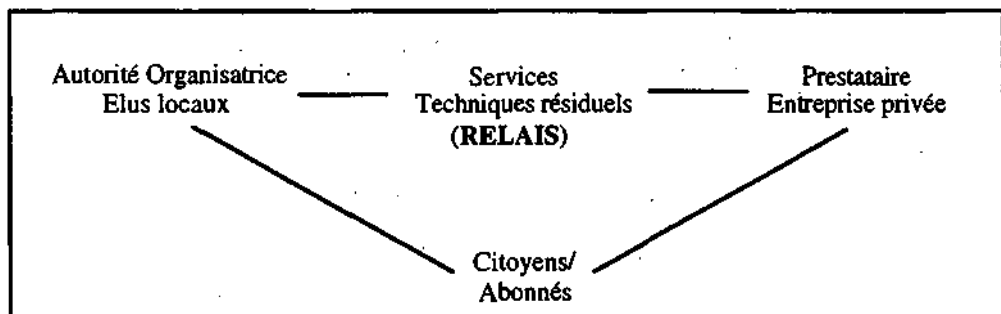 Autorité Organisatrice
Elus locaux
Services
Techniques résiduels
(RELAIS)
Prestataire
Entreprise privée
Citoyens/
Abonnés